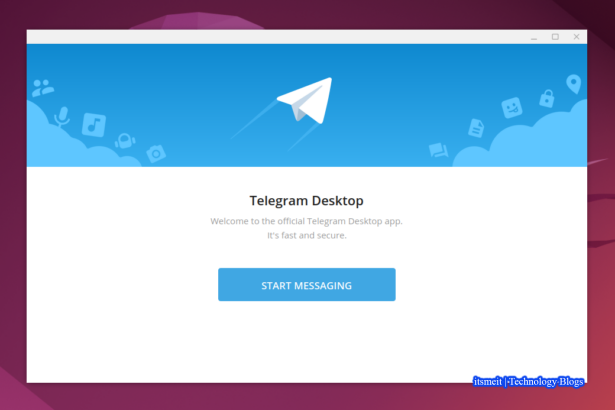 Telegram Desktop
Welcome to the official Telegram Desktop app.
It's fast and secure.
START MESSAGING
itsmeit | Technology Blogs